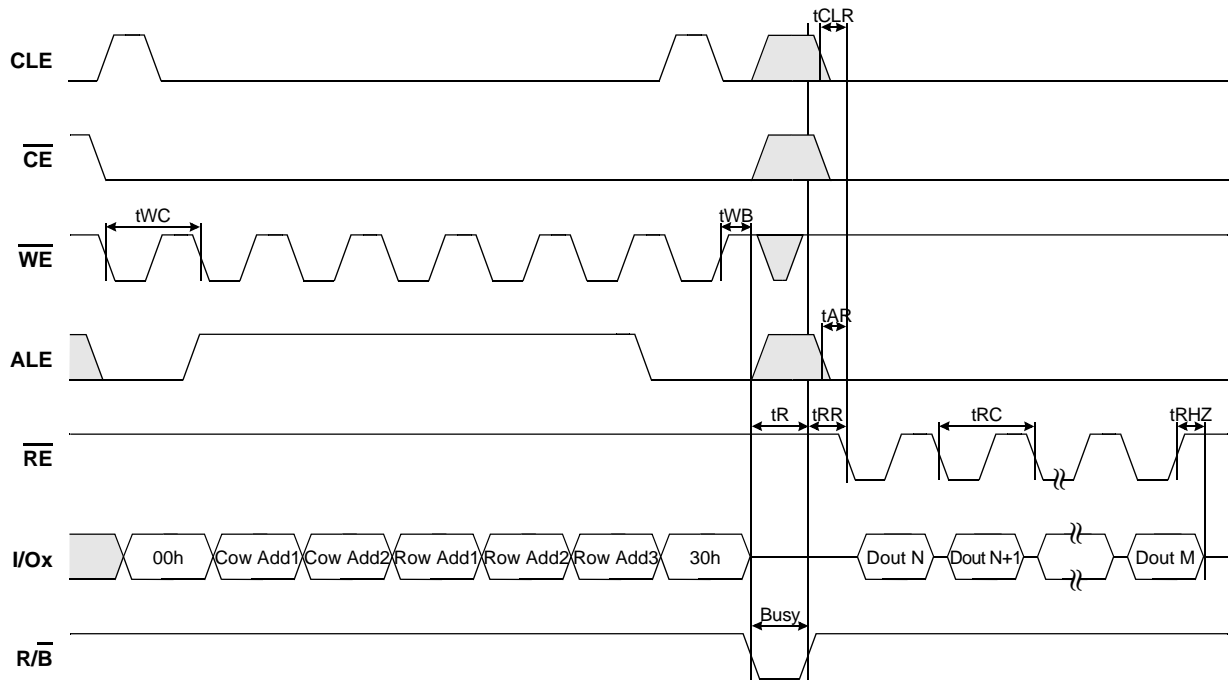 tCLR
CLE
CE
tWC
tWB
WE
tAR
ALE
tR
tRR
tRC
tRHZ
RE
I/Ox
00h
Cow Add1
Cow Add2
Row Add1
Row Add2
Row Add3
30h
Dout N
Dout N+1
Dout M
Busy
R/B